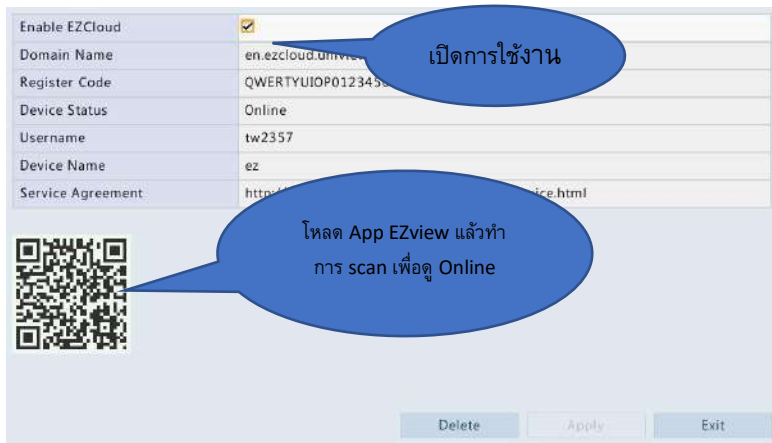 Enable EZCloud
เปิดการใช้งาน
Domain Name
Register Code
Device Status Online
Username tw2357
Device Name ez
Service Agreement
โหลด App EZview แล้วทำ
การ scan เพื่อดู Online
Delete Apply Exit